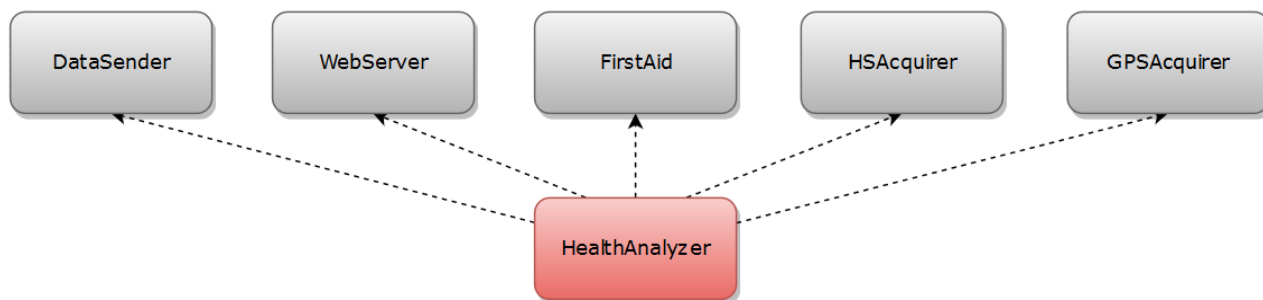 DataSender
WebServer
FirstAid
HSAcquirer
GPSAcquirer
HealthAnalyzer